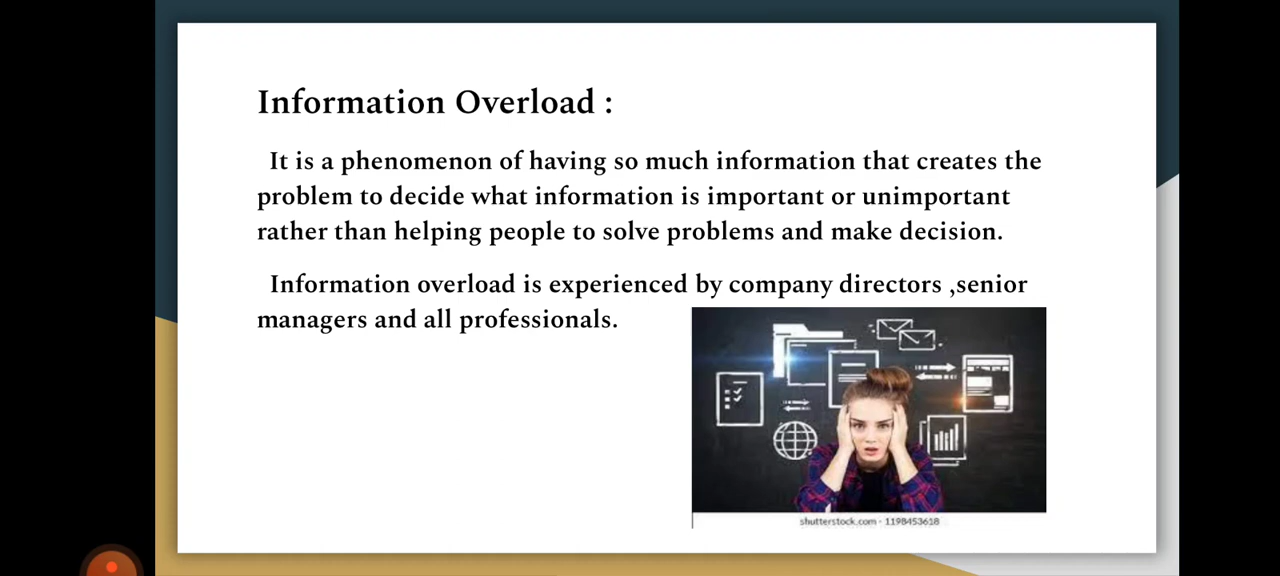 Information Overload :
It is a phenomenon of having so much information that creates the
problem to decide what information is important or unimportant
rather than helping people to solve problems and make decision.
Information overload is experienced by company directors ,senior
managers and all professionals.
shutterstock.com · 1198453618